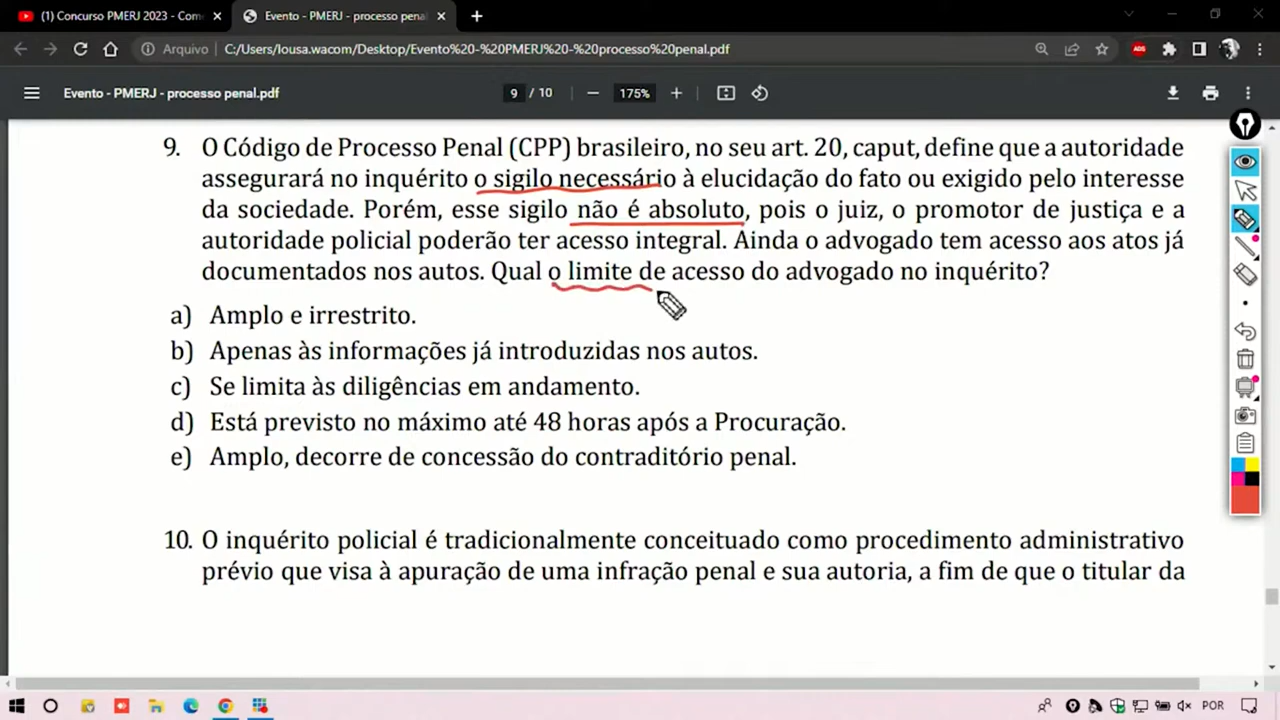 (1) Concurso PMERJ 2023 - Com
Evento - PMERJ - processo pena
Arquivo
C:/Users/lousa.wacom/Desktop/Evento%20-%20PMERJ%20-%20processo%20penal.pdf
ADS
Evento - PMERJ - processo penal.pdf
9 / 10
175%
9. O Código de Processo Penal (CPP) brasileiro, no seu art. 20, caput, define que a autoridade
assegurará no inquérito o sigilo necessário à elucidação do fato ou exigido pelo interesse
da sociedade. Porém, esse sigilo não é absoluto, pois o juiz, o promotor de justiça e a
autoridade policial poderão ter acesso integral. Ainda o advogado tem acesso aos atos já
documentados nos autos. Qual o limite de acesso do advogado no inquérito?
a) Amplo e irrestrito.
b) Apenas às informações já introduzidas nos autos.
c) Se limita às diligências em andamento.
d) Está previsto no máximo até 48 horas após a Procuração.
e) Amplo, decorre de concessão do contraditório penal.
10. O inquérito policial é tradicionalmente conceituado como procedimento administrativo
prévio que visa à apuração de uma infração penal e sua autoria, a fim de que o titular da
POR